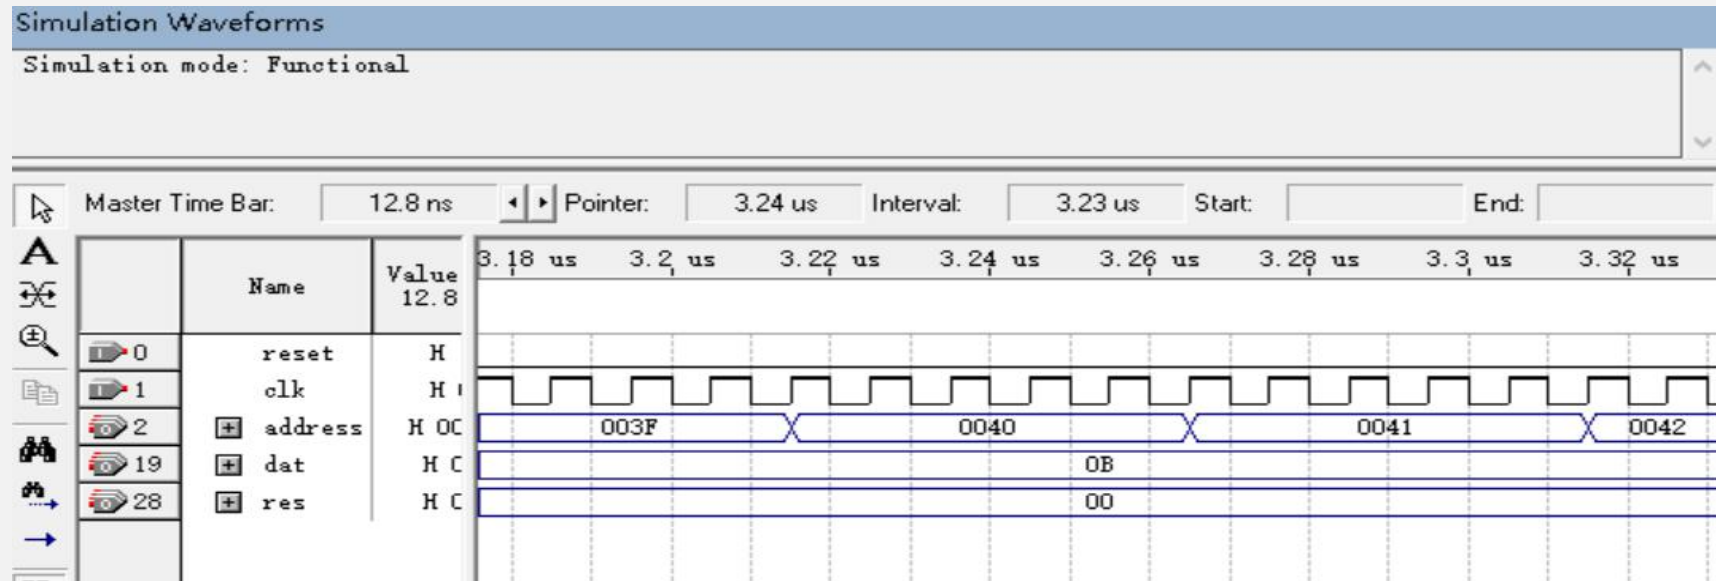 Simulation Waveforms
Simulation mode: Functional
Master Time Bar: 12.8 ns Pointer: 3.24 us Interval: 3.23 us Start: End:
A
Name Value 12.8 3.18 us 3.2 us 3.22 us 3.24 us 3.26 us 3.28 us 3.3 us 3.32 us
0 reset H
1 clk H
2 address H 00 003F 0040 0041 0042
19 dat H 0B
28 res H 00